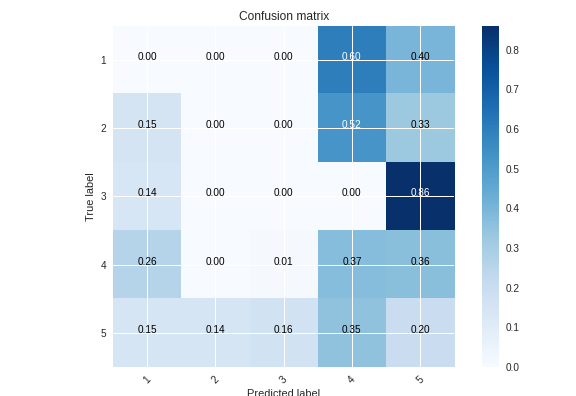 Confusion matrix
1 0.00 0.00 0.00 0.60 0.40
2 0.15 0.00 0.00 0.52 0.33
3 0.14 0.00 0.00 0.00 0.86
4 0.26 0.00 0.01 0.37 0.36
5 0.15 0.14 0.16 0.35 0.20
True label
1 2 3 4 5
Predicted label
0.8
0.7
0.6
0.5
0.4
0.3
0.2
0.1
0.0